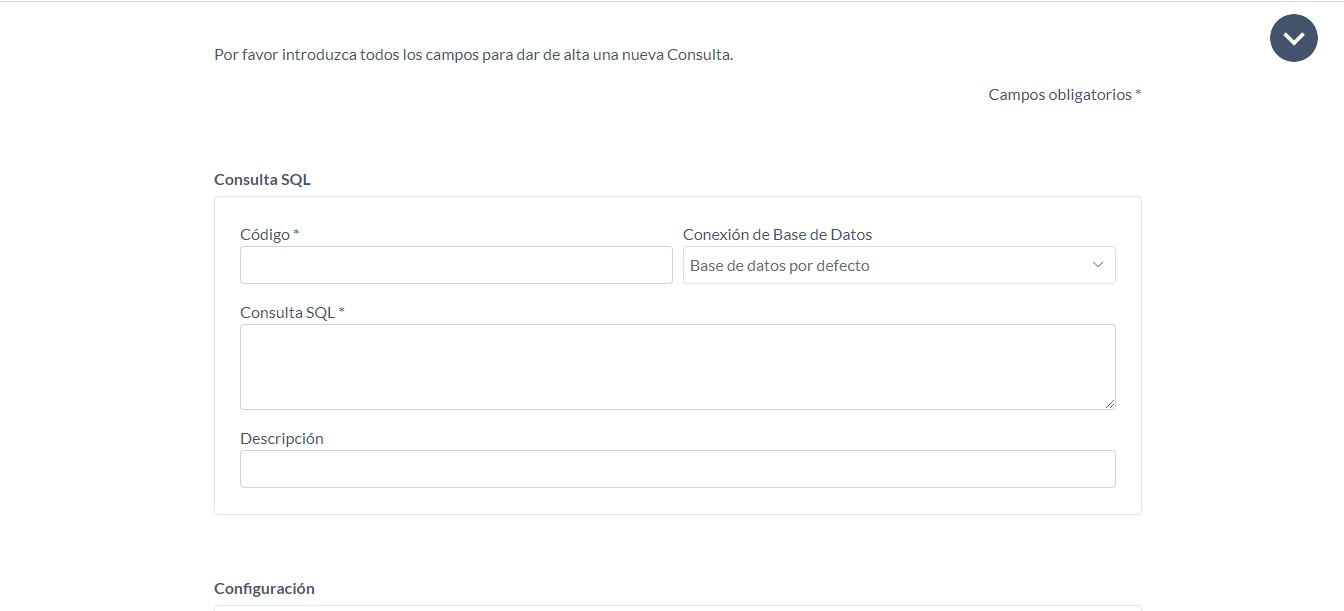 Por favor introduzca todos los campos para dar de alta una nueva Consulta.
Campos obligatorios *
Consulta SQL
Código *
Conexión de Base de Datos
Base de datos por defecto
Consulta SQL *
Descripción
Configuración